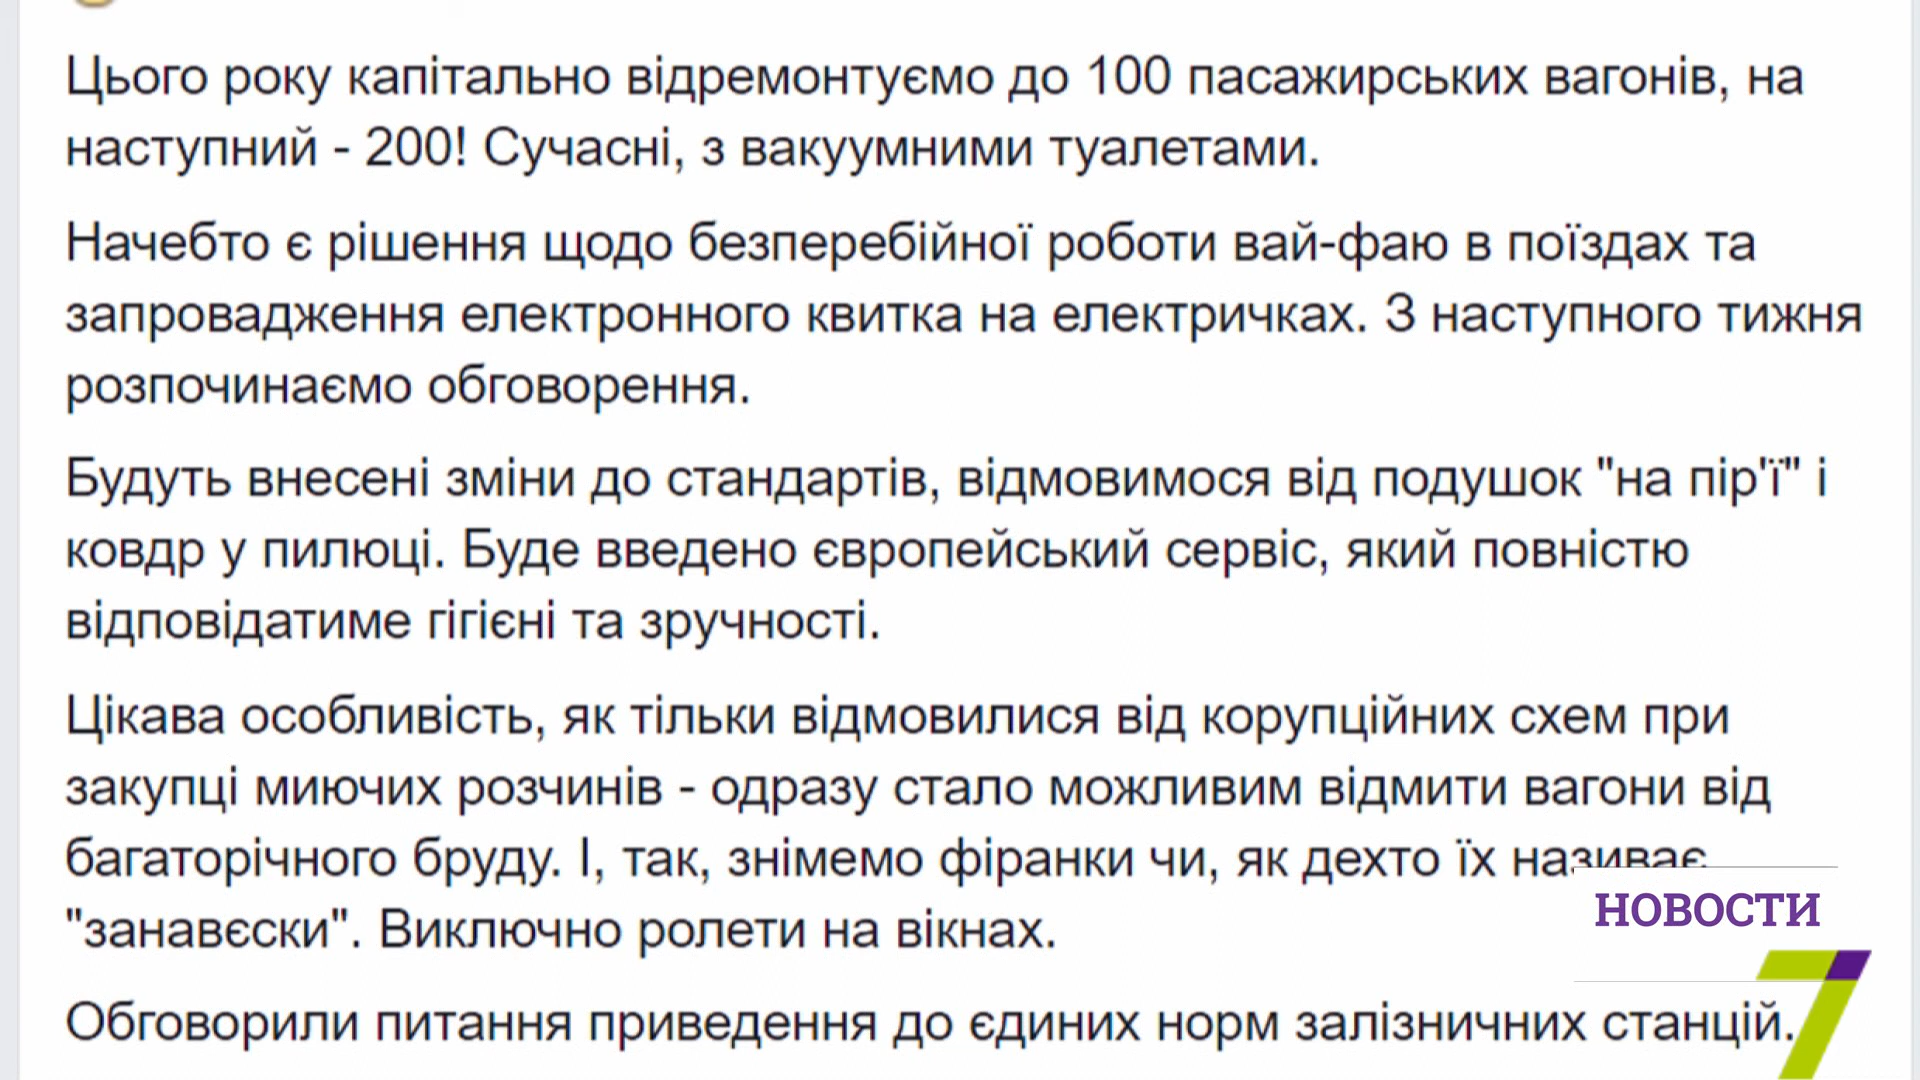 Цього року капітально відремонтуємо до 100 пасажирських вагонів, на
наступний - 200! Сучасні, з вакуумними туалетами.
Начебто є рішення щодо безперебійної роботи вай-фаю в поїздах та
запровадження електронного квитка на електричках. З наступного тижня
розпочинаємо обговорення.
Будуть внесені зміни до стандартів, відмовимося від подушок "на пір'ї" і
ковдр у пилюці. Буде введено європейський сервіс, який повністю
відповідатиме гігієні та зручності.
Цікава особливість, як тільки відмовилися від корупційних схем при
закупці миючих розчинів - одразу стало можливим відмити вагони від
багаторічного бруду. І, так, знімемо фіранки чи, як дехто їх називає
"занавєски". Виключно ролети на вікнах.
Обговорили питання приведення до єдиних норм залізничних станцій.
НОВОСТИ
7